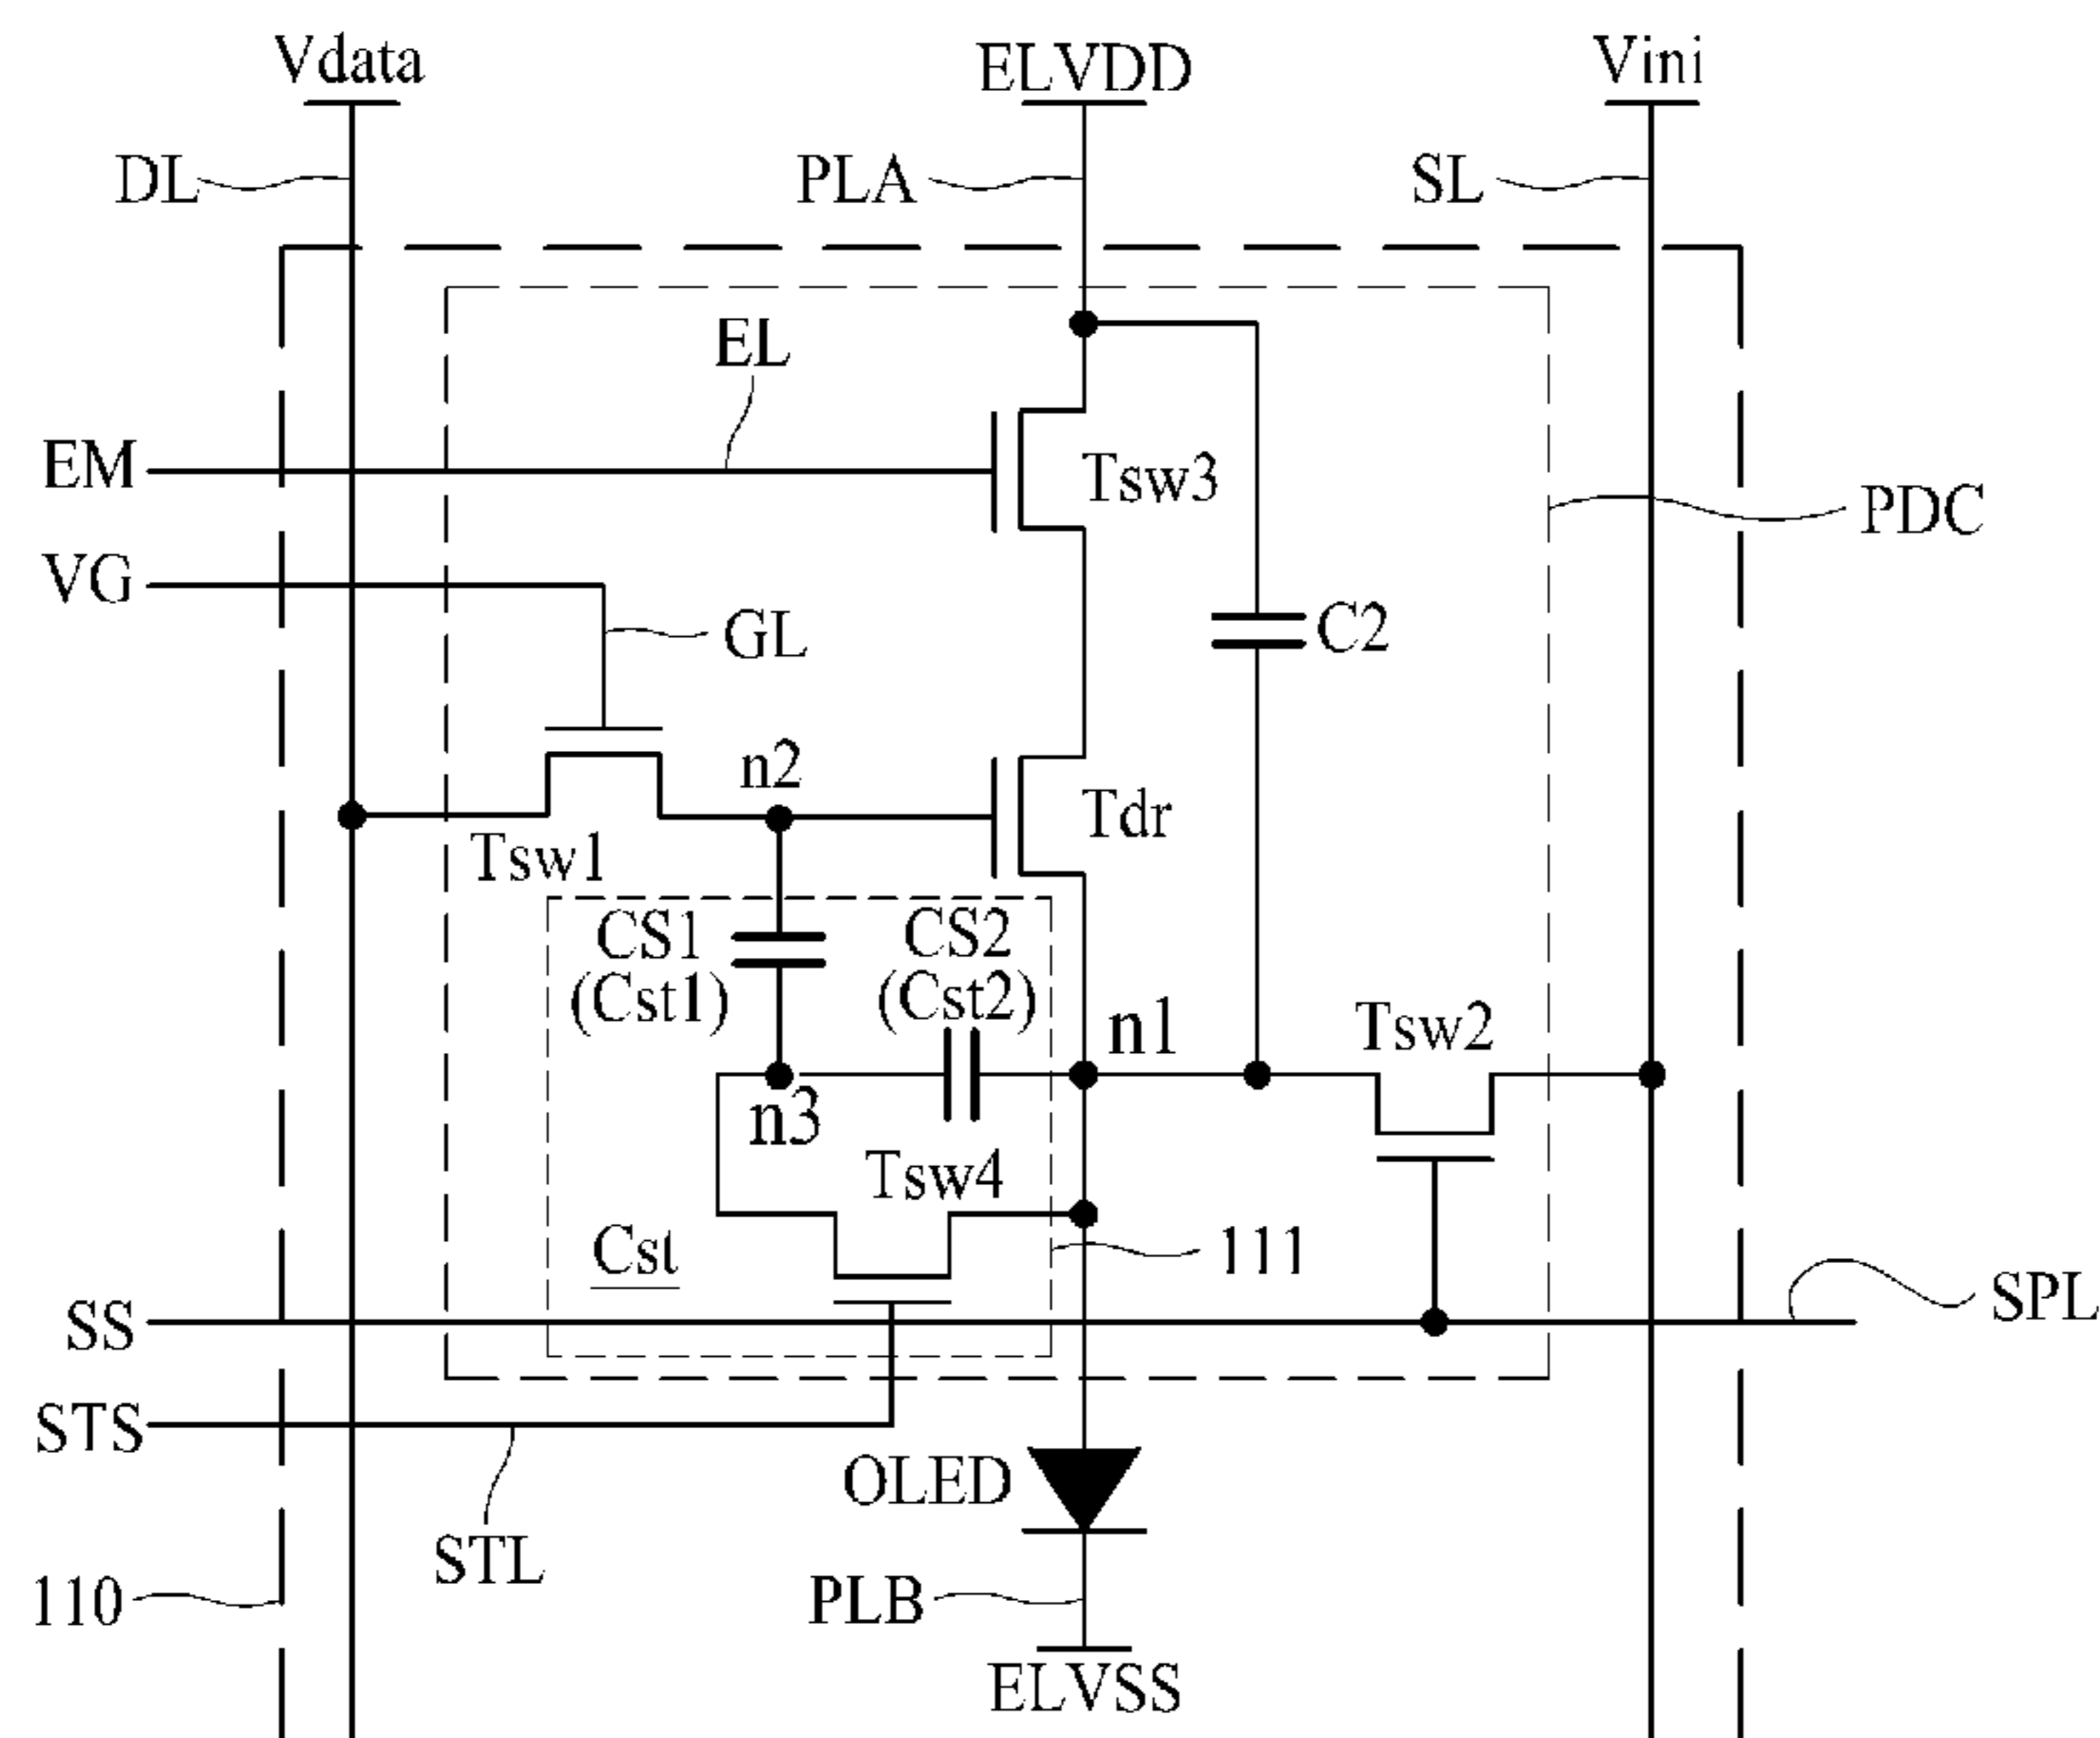 Vdata
ELVDD
Vini
DL
PLA
SL
EL
EM
Tsw3
PDC
VG
GL
C2
n2
Tdr
Tsw1
CS1
(Cst1)
CS2
(Cst2)
n1
Tsw2
n3
Tsw4
Cst
111
SS
SPL
STS
OLED
STL
110
PLB
ELVSS